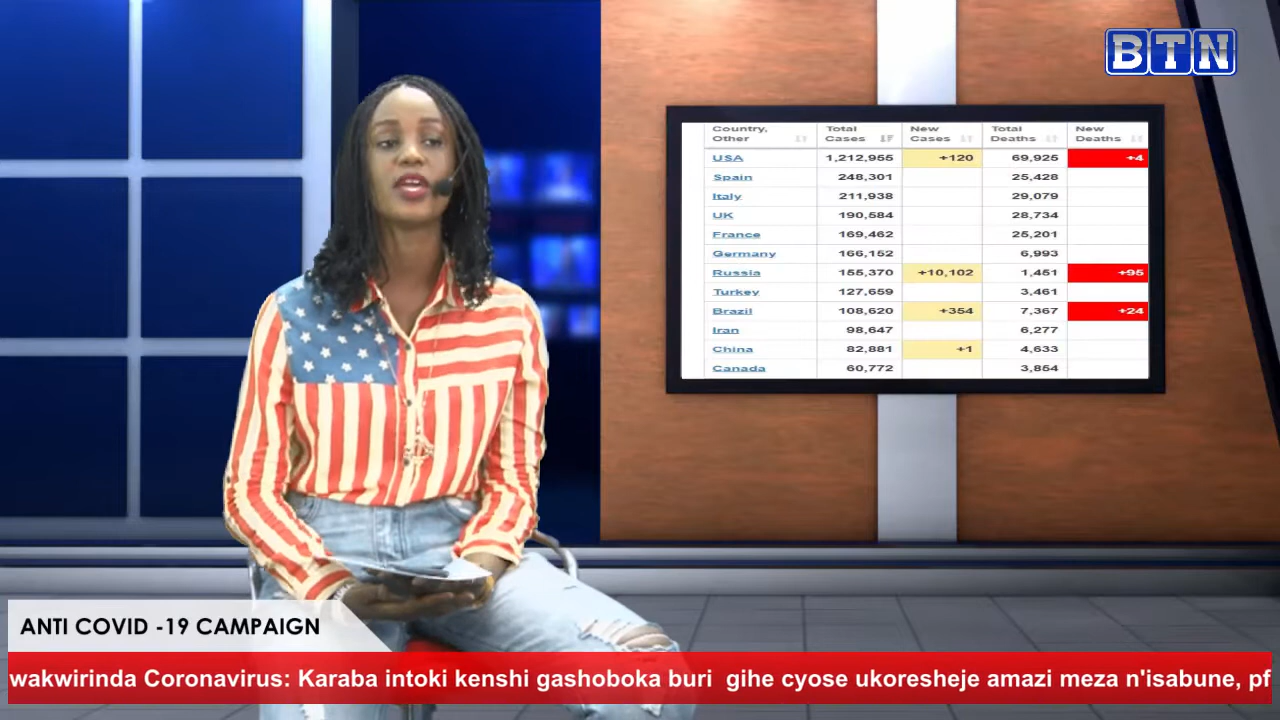 BTN
Country, Other Total Cases New Cases Total Deaths New Deaths
USA 1,212,955 +120 69,925 +4
Spain 248,301 25,428
Italy 211,938 29,079
UK 190,584 28,734
France 169,462 25,201
Germany 166,152 6,993
Russia 155,370 +10,102 1,451 +95
Turkey 127,659 3,461
Brazil 108,620 +354 7,367 +24
Iran 98,647 6,277
China 82,881 +1 4,633
Canada 60,772 3,854
ANTI COVID -19 CAMPAIGN
wakwirinda Coronavirus: Karaba intoki kenshi gashoboka buri gihe cyose ukoresheje amazi meza n'isabune, pf